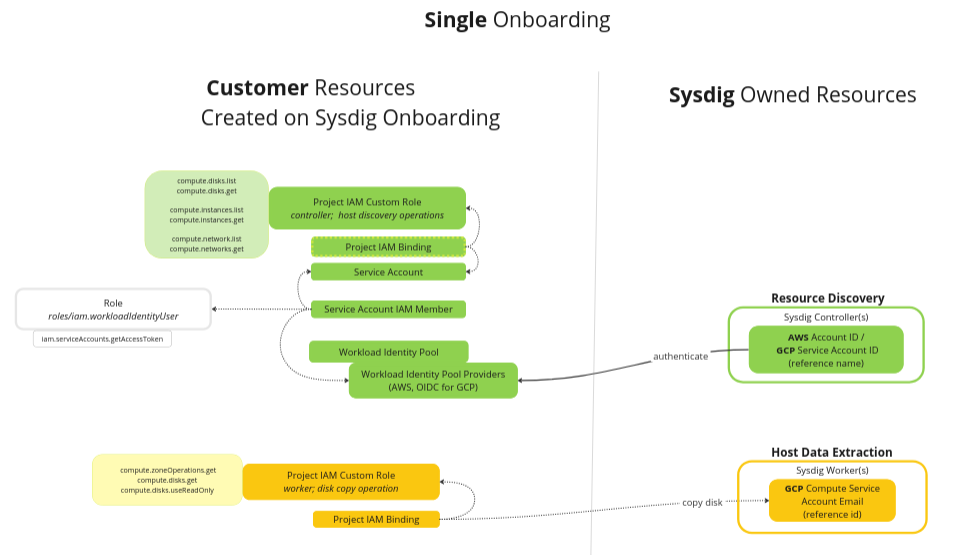 Single Onboarding
Customer Resources
Created on Sysdig Onboarding
Sysdig Owned Resources
compute.disks.list
compute.disks.get
compute.instances.list
compute.instances.get
compute.network.list
compute.networks.get
Project IAM Custom Role
controller; host discovery operations
Project IAM Binding
Service Account
Role
roles/iam.workloadIdentityUser
iam.serviceAccounts.getAccessToken
Service Account IAM Member
Workload Identity Pool
Workload Identity Pool Providers
(AWS, OIDC for GCP)
authenticate
Resource Discovery
Sysdig Controller(s)
AWS Account ID /
GCP Service Account ID
(reference name)
compute.zoneOperations.get
compute.disks.get
compute.disks.useReadOnly
Project IAM Custom Role
worker; disk copy operation
Project IAM Binding
copy disk
Host Data Extraction
Sysdig Worker(s)
GCP Compute Service
Account Email
(reference id)